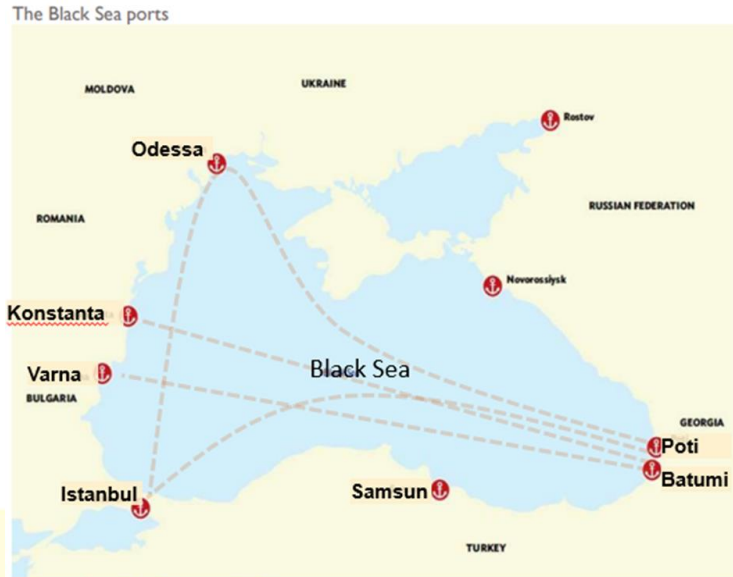 The Black Sea ports
MOLDOVA
UKRAINE
Rostov
Odessa
RUSSIAN FEDERATION
ROMANIA
Novorossiysk
Konstanta
Black Sea
Varna
BULGARIA
GEORGIA
Poti
Batumi
Istanbul
Samsun
TURKEY